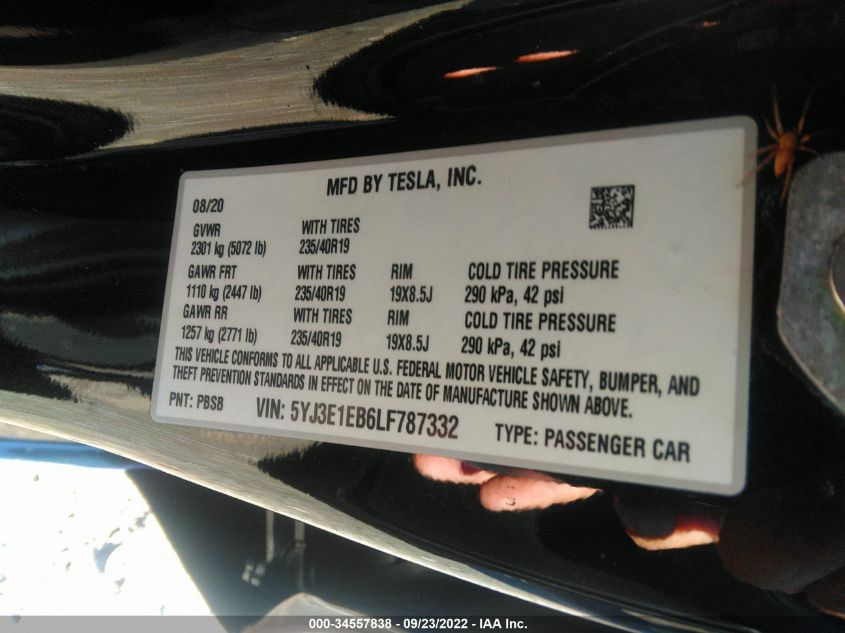 MFD BY TESLA, INC.
08/20
GVWR WITH TIRES
2301 kg (5072 lb) 235/40R19
GAWR FRT WITH TIRES RIM COLD TIRE PRESSURE
1110 kg (2447 lb) 235/40R19 19X8.5J 290 kPa, 42 psi
GAWR RR WITH TIRES RIM COLD TIRE PRESSURE
1257 kg (2771 lb) 235/40R19 19X8.5J 290 kPa, 42 psi
THIS VEHICLE CONFORMS TO ALL APPLICABLE U.S. FEDERAL MOTOR VEHICLE SAFETY, BUMPER, AND
THEFT PREVENTION STANDARDS IN EFFECT ON THE DATE OF MANUFACTURE SHOWN ABOVE.
PNT: PBSB VIN: 5YJ3E1EB6LF787332 TYPE: PASSENGER CAR
000-34557838 - 09/23/2022 - IAA Inc.